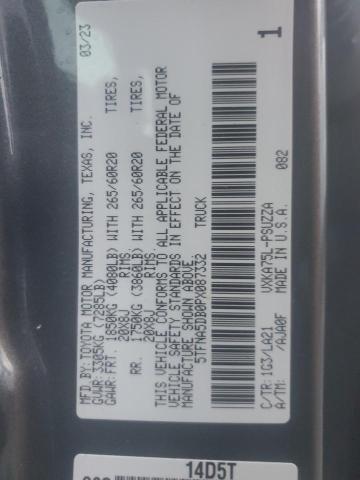 MFD.BY: TOYOTA MOTOR MANUFACTURING, TEXAS, INC. 03/23
GVWR: 3305KG (7285LB)
GAWR: FRT. 1850KG (4080LB) WITH 265/60R20 TIRES,
20X8J RIMS
RR. 1750KG (3860LB) WITH 265/60R20 TIRES,
20X8J RIMS
THIS VEHICLE CONFORMS TO ALL APPLICABLE FEDERAL MOTOR
VEHICLE SAFETY STANDARDS IN EFFECT ON THE DATE OF
MANUFACTURE SHOWN ABOVE.
5TFNA5DB0PX087332 TRUCK
C/TR: 1G3/LA21 VXKA75L-PSUZZA 1
A/TM: /AJA0F MADE IN U.S.A. 082
14D5T